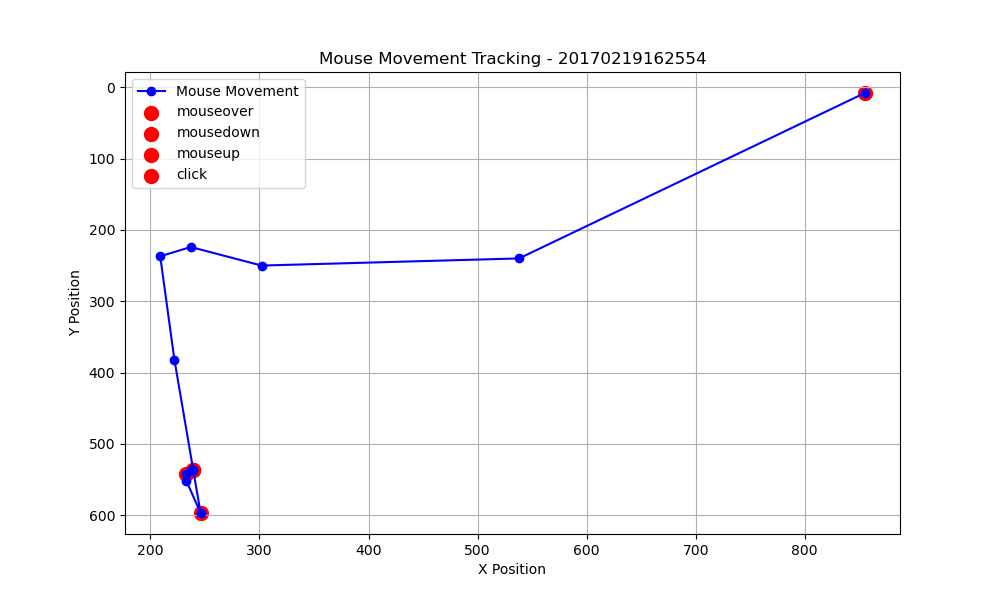 Mouse Movement Tracking - 20170219162554
Mouse Movement
mouseover
mousedown
mouseup
click
0
100
200
300
400
500
600
Y Position
200 300 400 500 600 700 800
X Position